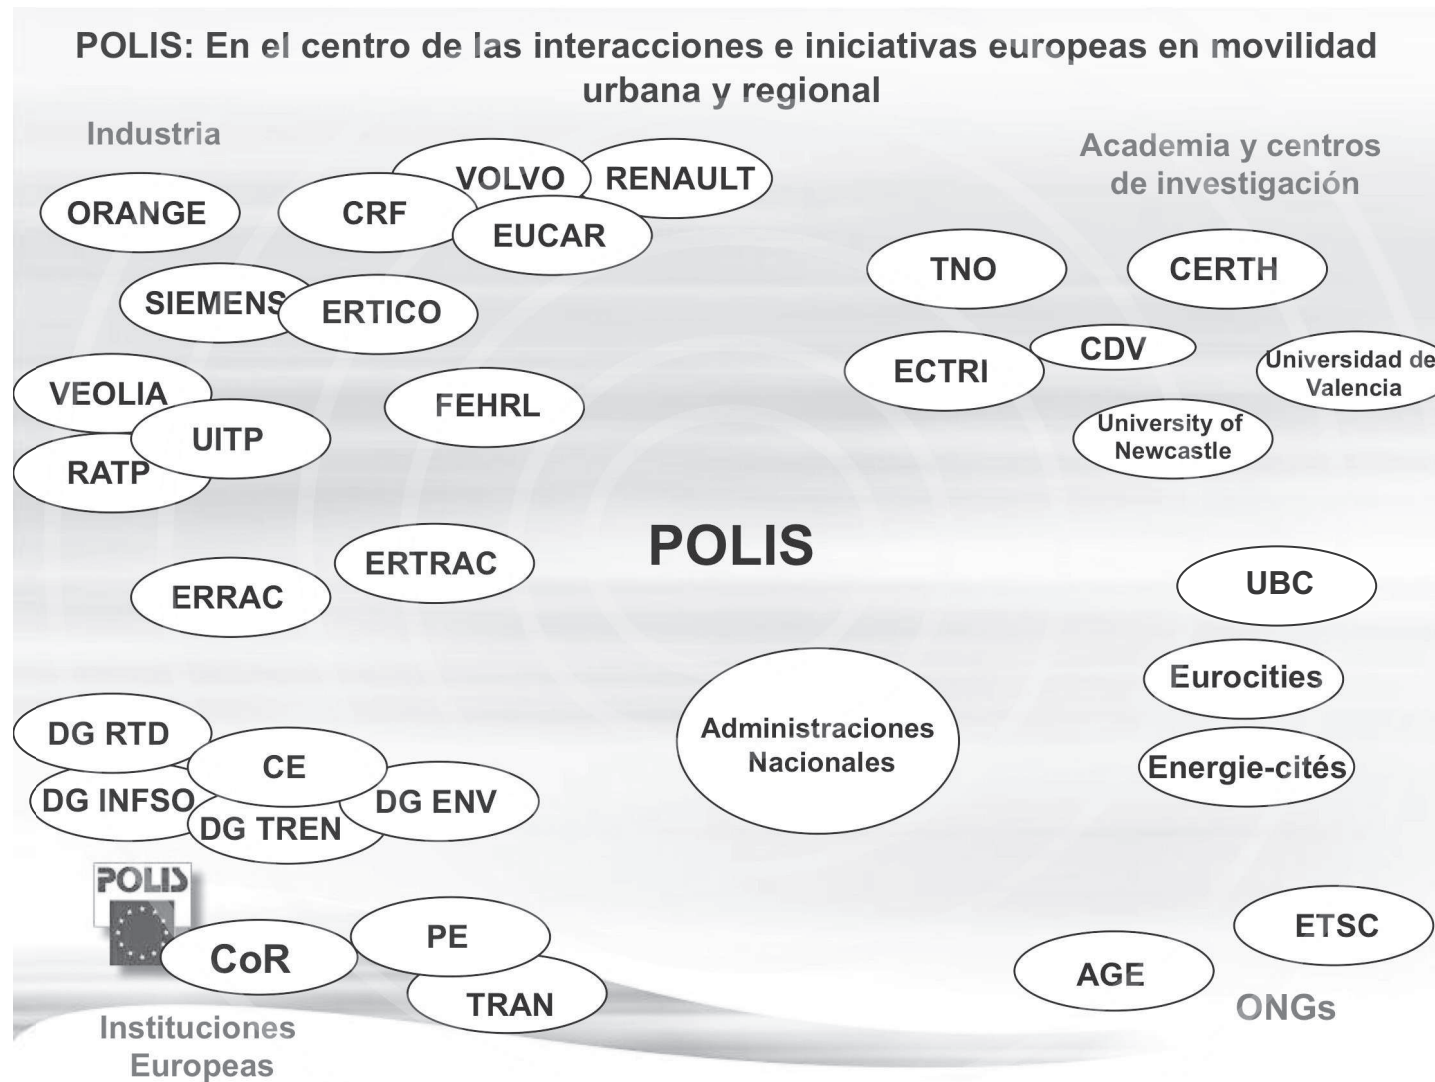 POLIS: En el centro de las interacciones e iniciativas europeas en movilidad
urbana y regional
Industria
Academia y centros
de investigación
VOLVO
RENAULT
ORANGE
CRF
EUCAR
TNO
CERTH
SIEMENS
ERTICO
CDV
ECTRI
Universidad de
Valencia
VEOLIA
FEHRL
UITP
University of
Newcastle
RATP
POLIS
ERTRAC
ERRAC
UBC
Eurocities
DG RTD
Administraciones
Nacionales
CE
Energie-cités
DG INFSO
DG ENV
DG TREN
POLIS
CoR
PE
ETSC
AGE
TRAN
ONGs
Instituciones
Europeas